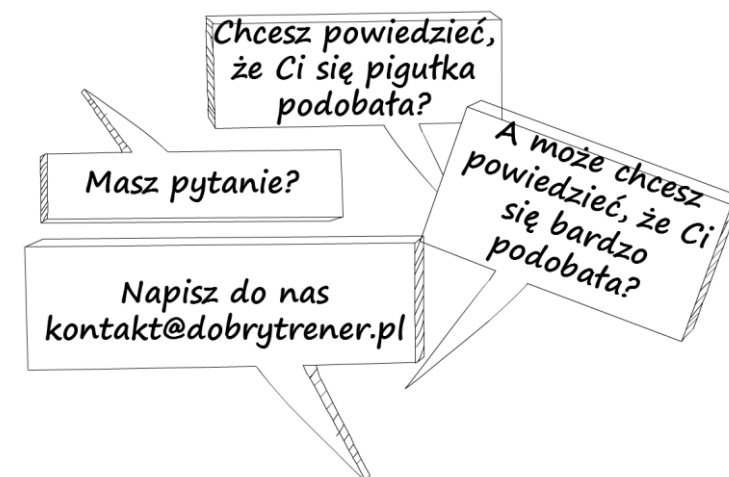 Chcesz powiedzieć,
że Ci się pigułka
podobała?
A może chcesz
powiedzieć, że Ci
się bardzo
podobała?
Masz pytanie?
Napisz do nas
kontakt@dobrytrener.pl